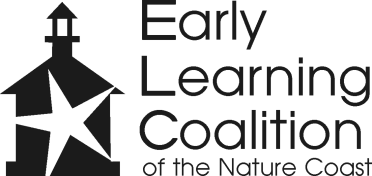 Early
Learning
Coalition
of the Nature Coast